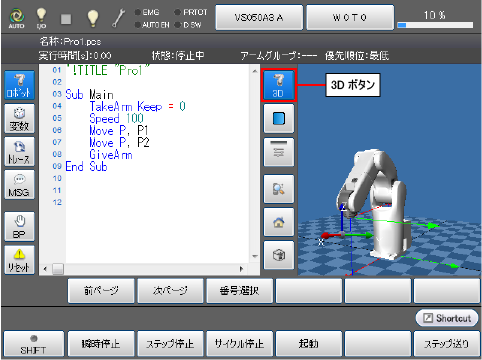 EMG PRTOT
AUTO I/O AUTO EN D SW
VS050A3 A
W 0 T 0
10 %
名称:Pro1.pcs
実行時間[s]:0.00 状態:停止中 アームグループ:--- 優先順位:最低
01 '!TITLE "Pro1"
02
03 Sub Main
04 TakeArm Keep = 0
05 Speed 100
06 Move P, P1
07 Move P, P2
08 GiveArm
09 End Sub
10
11
12
ロボット
変数
トレース
MSG
BP
リセット
3D
3D ボタン
X
Z
前ページ 次ページ 番号選択
Shortcut
SHIFT 瞬時停止 ステップ停止 サイクル停止 起動 ステップ送り